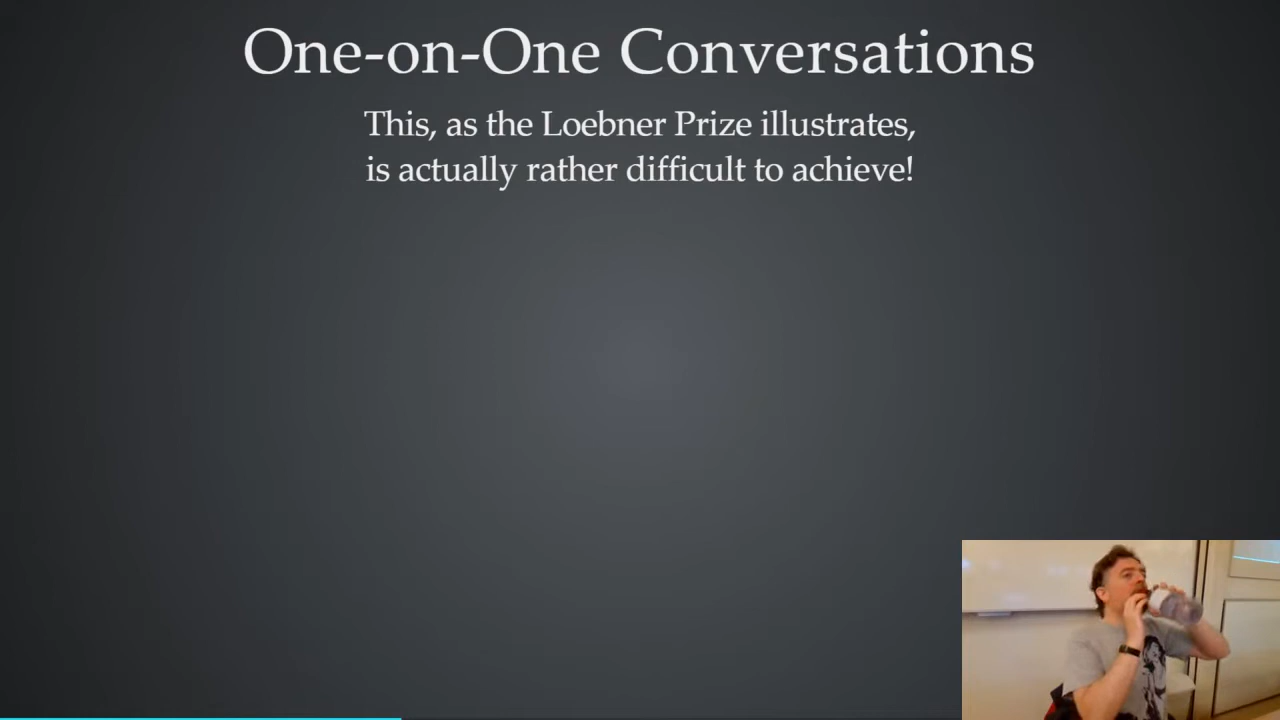 One-on-One Conversations
This, as the Loebner Prize illustrates,
is actually rather difficult to achieve!